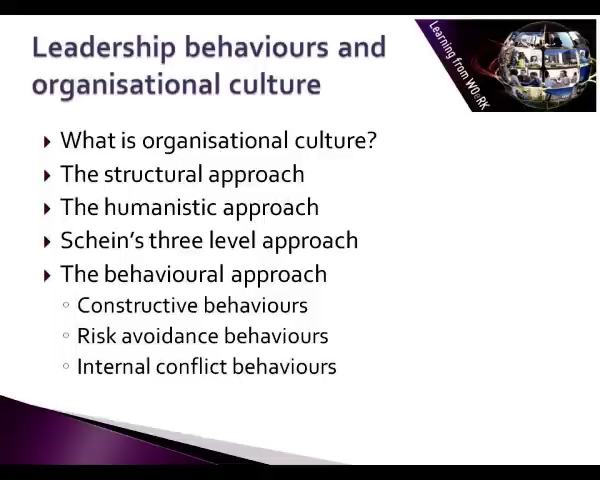 Leadership behaviours and
organisational culture
Learning from WOeRK
What is organisational culture?
The structural approach
The humanistic approach
Schein's three level approach
The behavioural approach
Constructive behaviours
Risk avoidance behaviours
Internal conflict behaviours